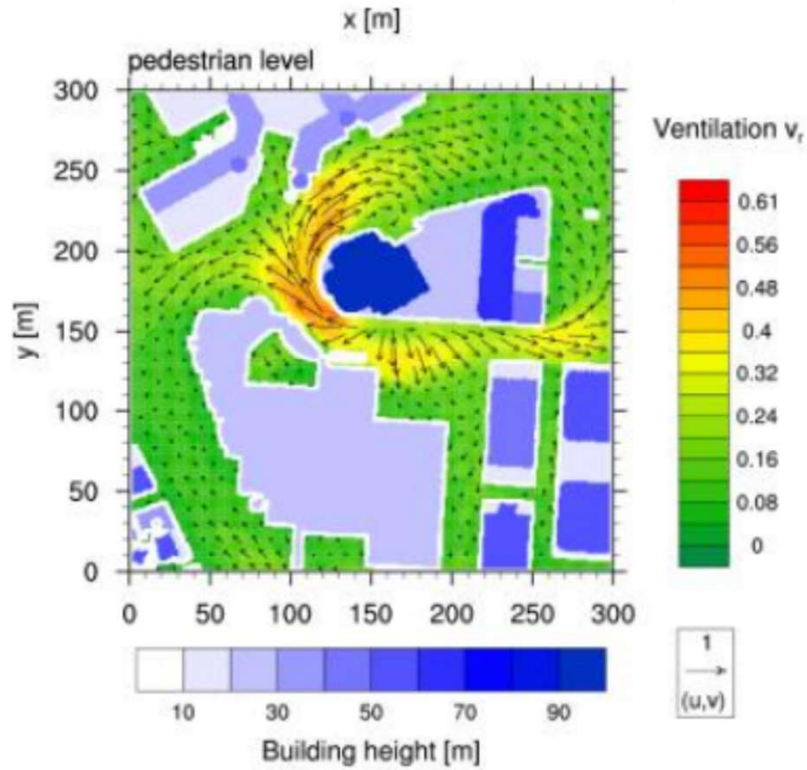 x [m]
pedestrian level
300
250
200
150
100
50
0
y [m]
0 50 100 150 200 250 300
Ventilation vr
0.61
0.56
0.48
0.4
0.32
0.24
0.16
0.08
0
1
(u,v)
10 30 50 70 90
Building height [m]